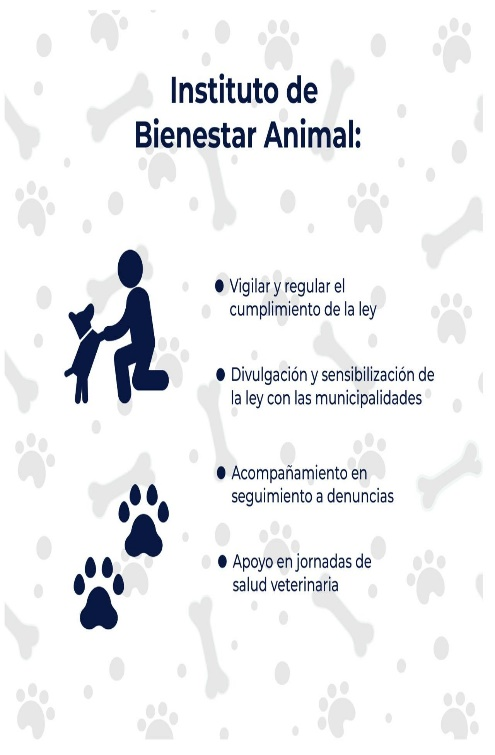 Instituto de
Bienestar Animal:
● Vigilar y regular el
cumplimiento de la ley
● Divulgación y sensibilización de
la ley con las municipalidades
● Acompañamiento en
seguimiento a denuncias
● Apoyo en jornadas de
salud veterinaria